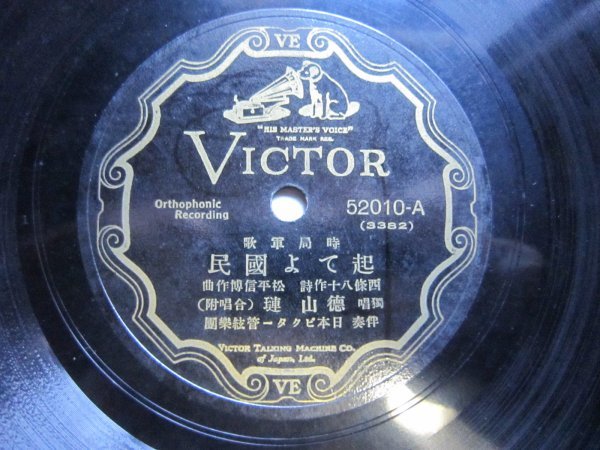 VE
"HIS MASTER'S VOICE"
TRADE MARK REG.
VICTOR
Orthophonic
Recording
52010-A
(3382)
時局軍歌
起てよ國民
西條八十作詩 松平信博作曲
獨唱 德山璉(合唱附)
伴奏 日本ビクター管絃樂團
VICTOR TALKING MACHINE CO.
of Japan, Ltd.
VE